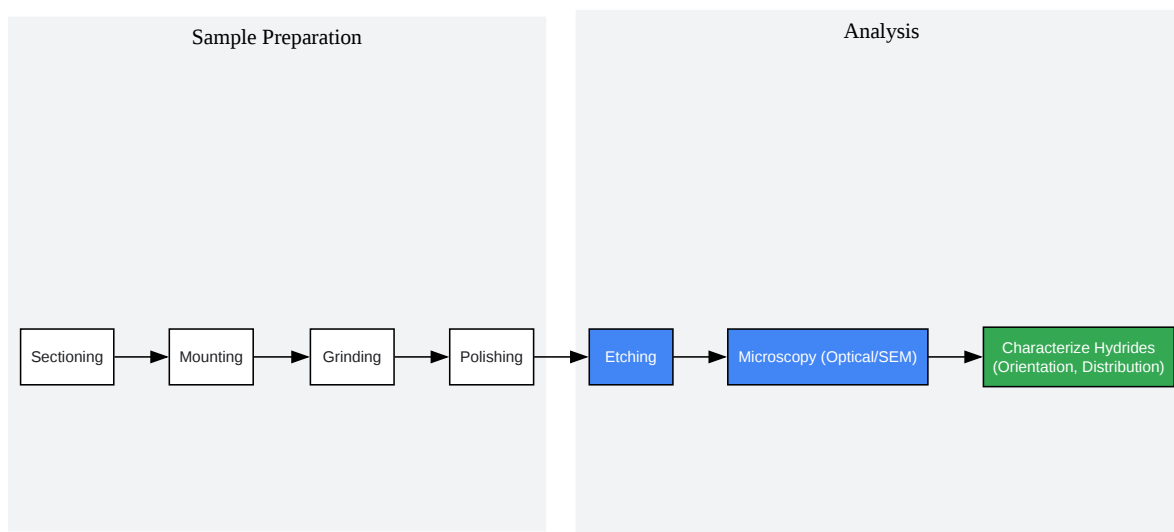 Sample Preparation
Analysis
Sectioning
Mounting
Grinding
Polishing
Etching
Microscopy (Optical/SEM)
Characterize Hydrides
(Orientation, Distribution)